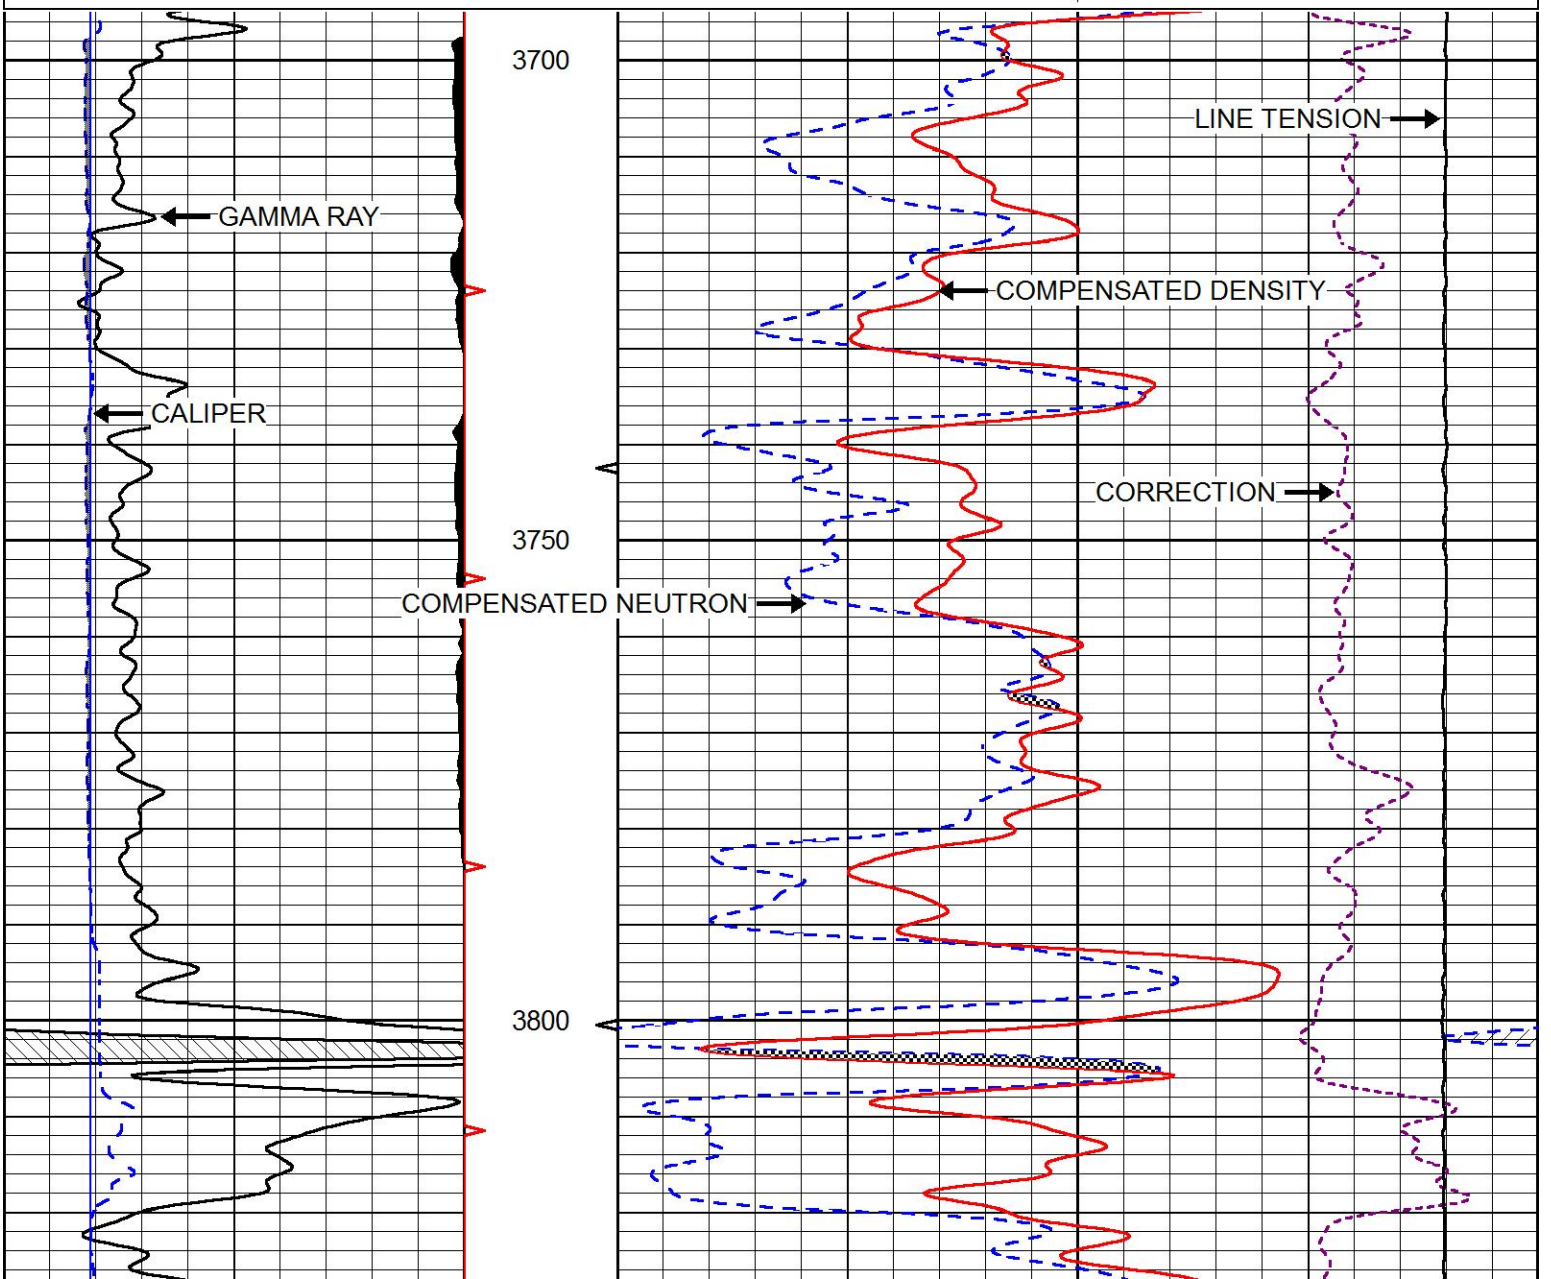 3700
LINE TENSION
GAMMA RAY
COMPENSATED DENSITY
CALIPER
CORRECTION
3750
COMPENSATED NEUTRON
3800